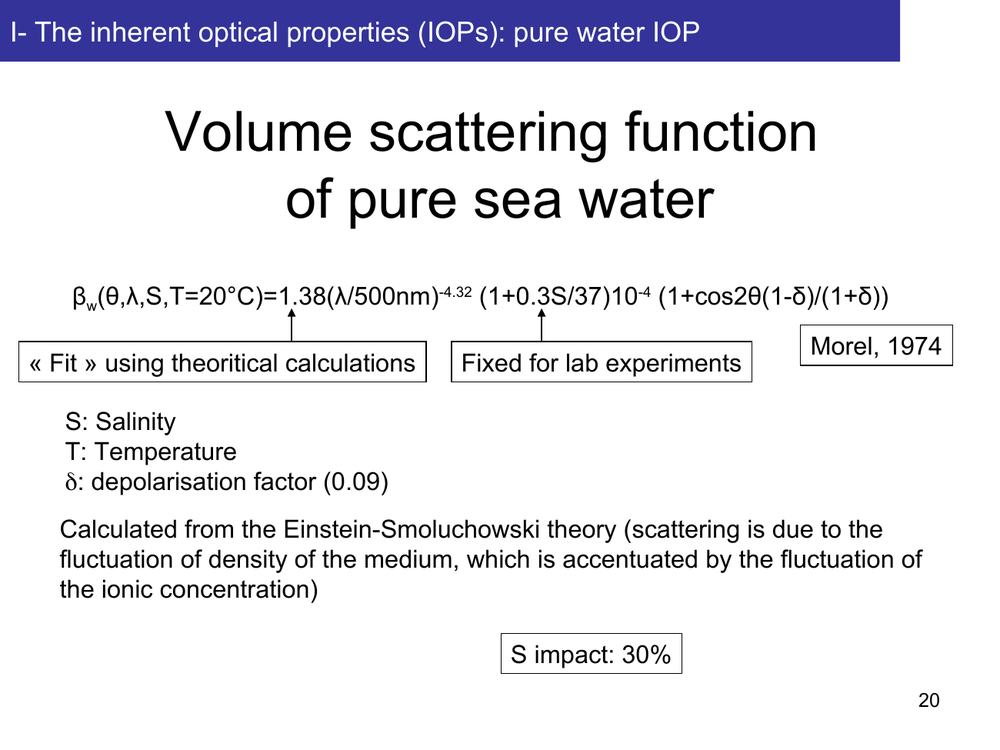 I- The inherent optical properties (IOPs): pure water IOP
Volume scattering function
of pure sea water
βw(θ,λ,S,T=20°C)=1.38(λ/500nm)-4.32 (1+0.3S/37)10-4 (1+cos2θ(1-δ)/(1+δ))
« Fit » using theoritical calculations
Fixed for lab experiments
Morel, 1974
S: Salinity
T: Temperature
δ: depolarisation factor (0.09)
Calculated from the Einstein-Smoluchowski theory (scattering is due to the
fluctuation of density of the medium, which is accentuated by the fluctuation of
the ionic concentration)
S impact: 30%
20